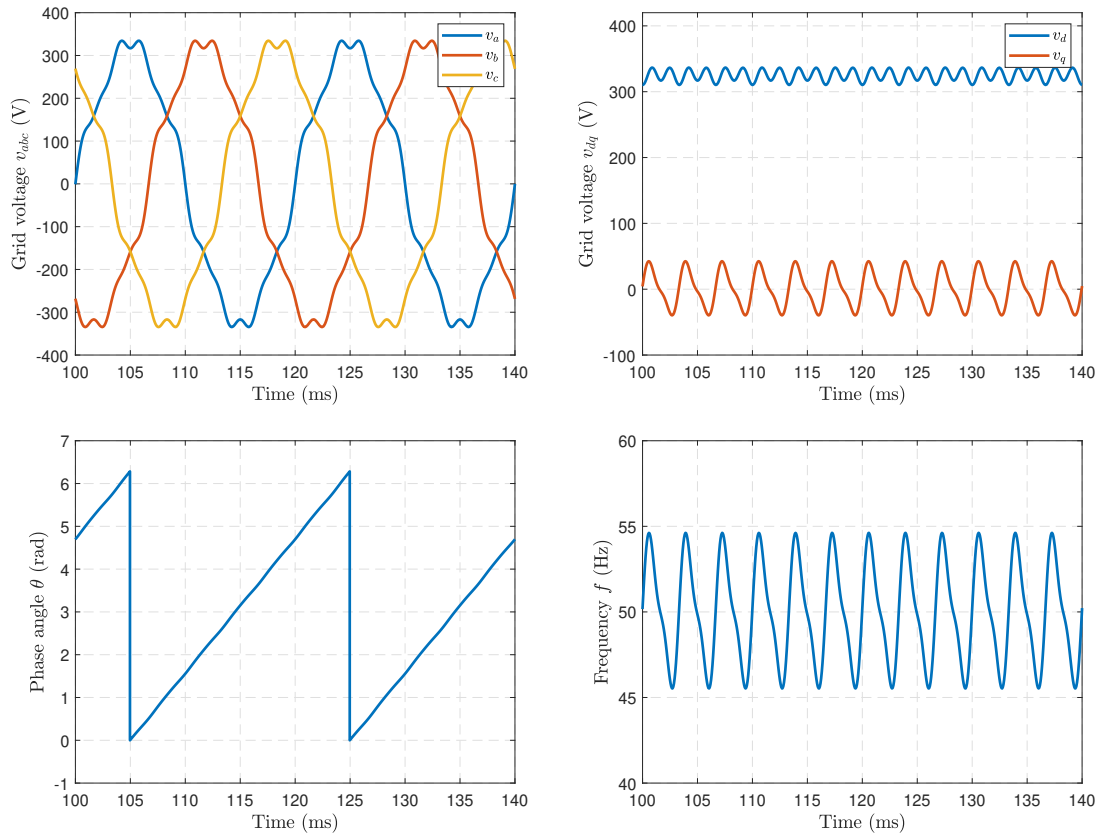 400
300
200
100
0
-100
-200
-300
-400
100 105 110 115 120 125 130 135 140
Time (ms)
Grid voltage v_abc (V)
v_a
v_b
v_c
400
300
200
100
0
-100
100 105 110 115 120 125 130 135 140
Time (ms)
Grid voltage v_dq (V)
v_d
v_q
7
6
5
4
3
2
1
0
-1
100 105 110 115 120 125 130 135 140
Time (ms)
Phase angle θ (rad)
60
55
50
45
40
100 105 110 115 120 125 130 135 140
Time (ms)
Frequency f (Hz)